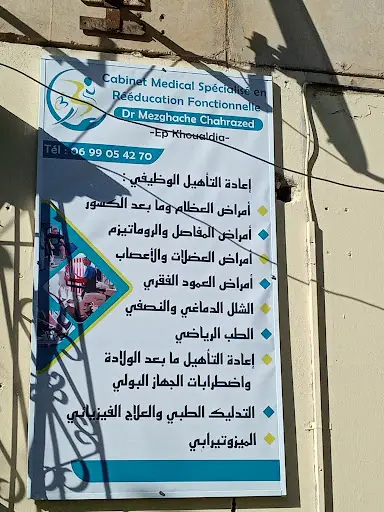 Cabinet Medical Spécialisé en
Rééducation Fonctionnelle
Dr Mezghache Chahrazed
-Ep Khoualdia-
Tél : 06 99 05 42 70
إعادة التأهيل الوظيفي :
أمراض العظام وما بعد الكسور
أمراض المفاصل والروماتيزم
أمراض العضلات والأعصاب
أمراض العمود الفقري
الشلل الدماغي والنصفي
الطب الرياضي
إعادة التأهيل ما بعد الولادة
واضطرابات الجهاز البولي
التدليك الطبي والعلاج الفيزيائي
الميزوتيرابي